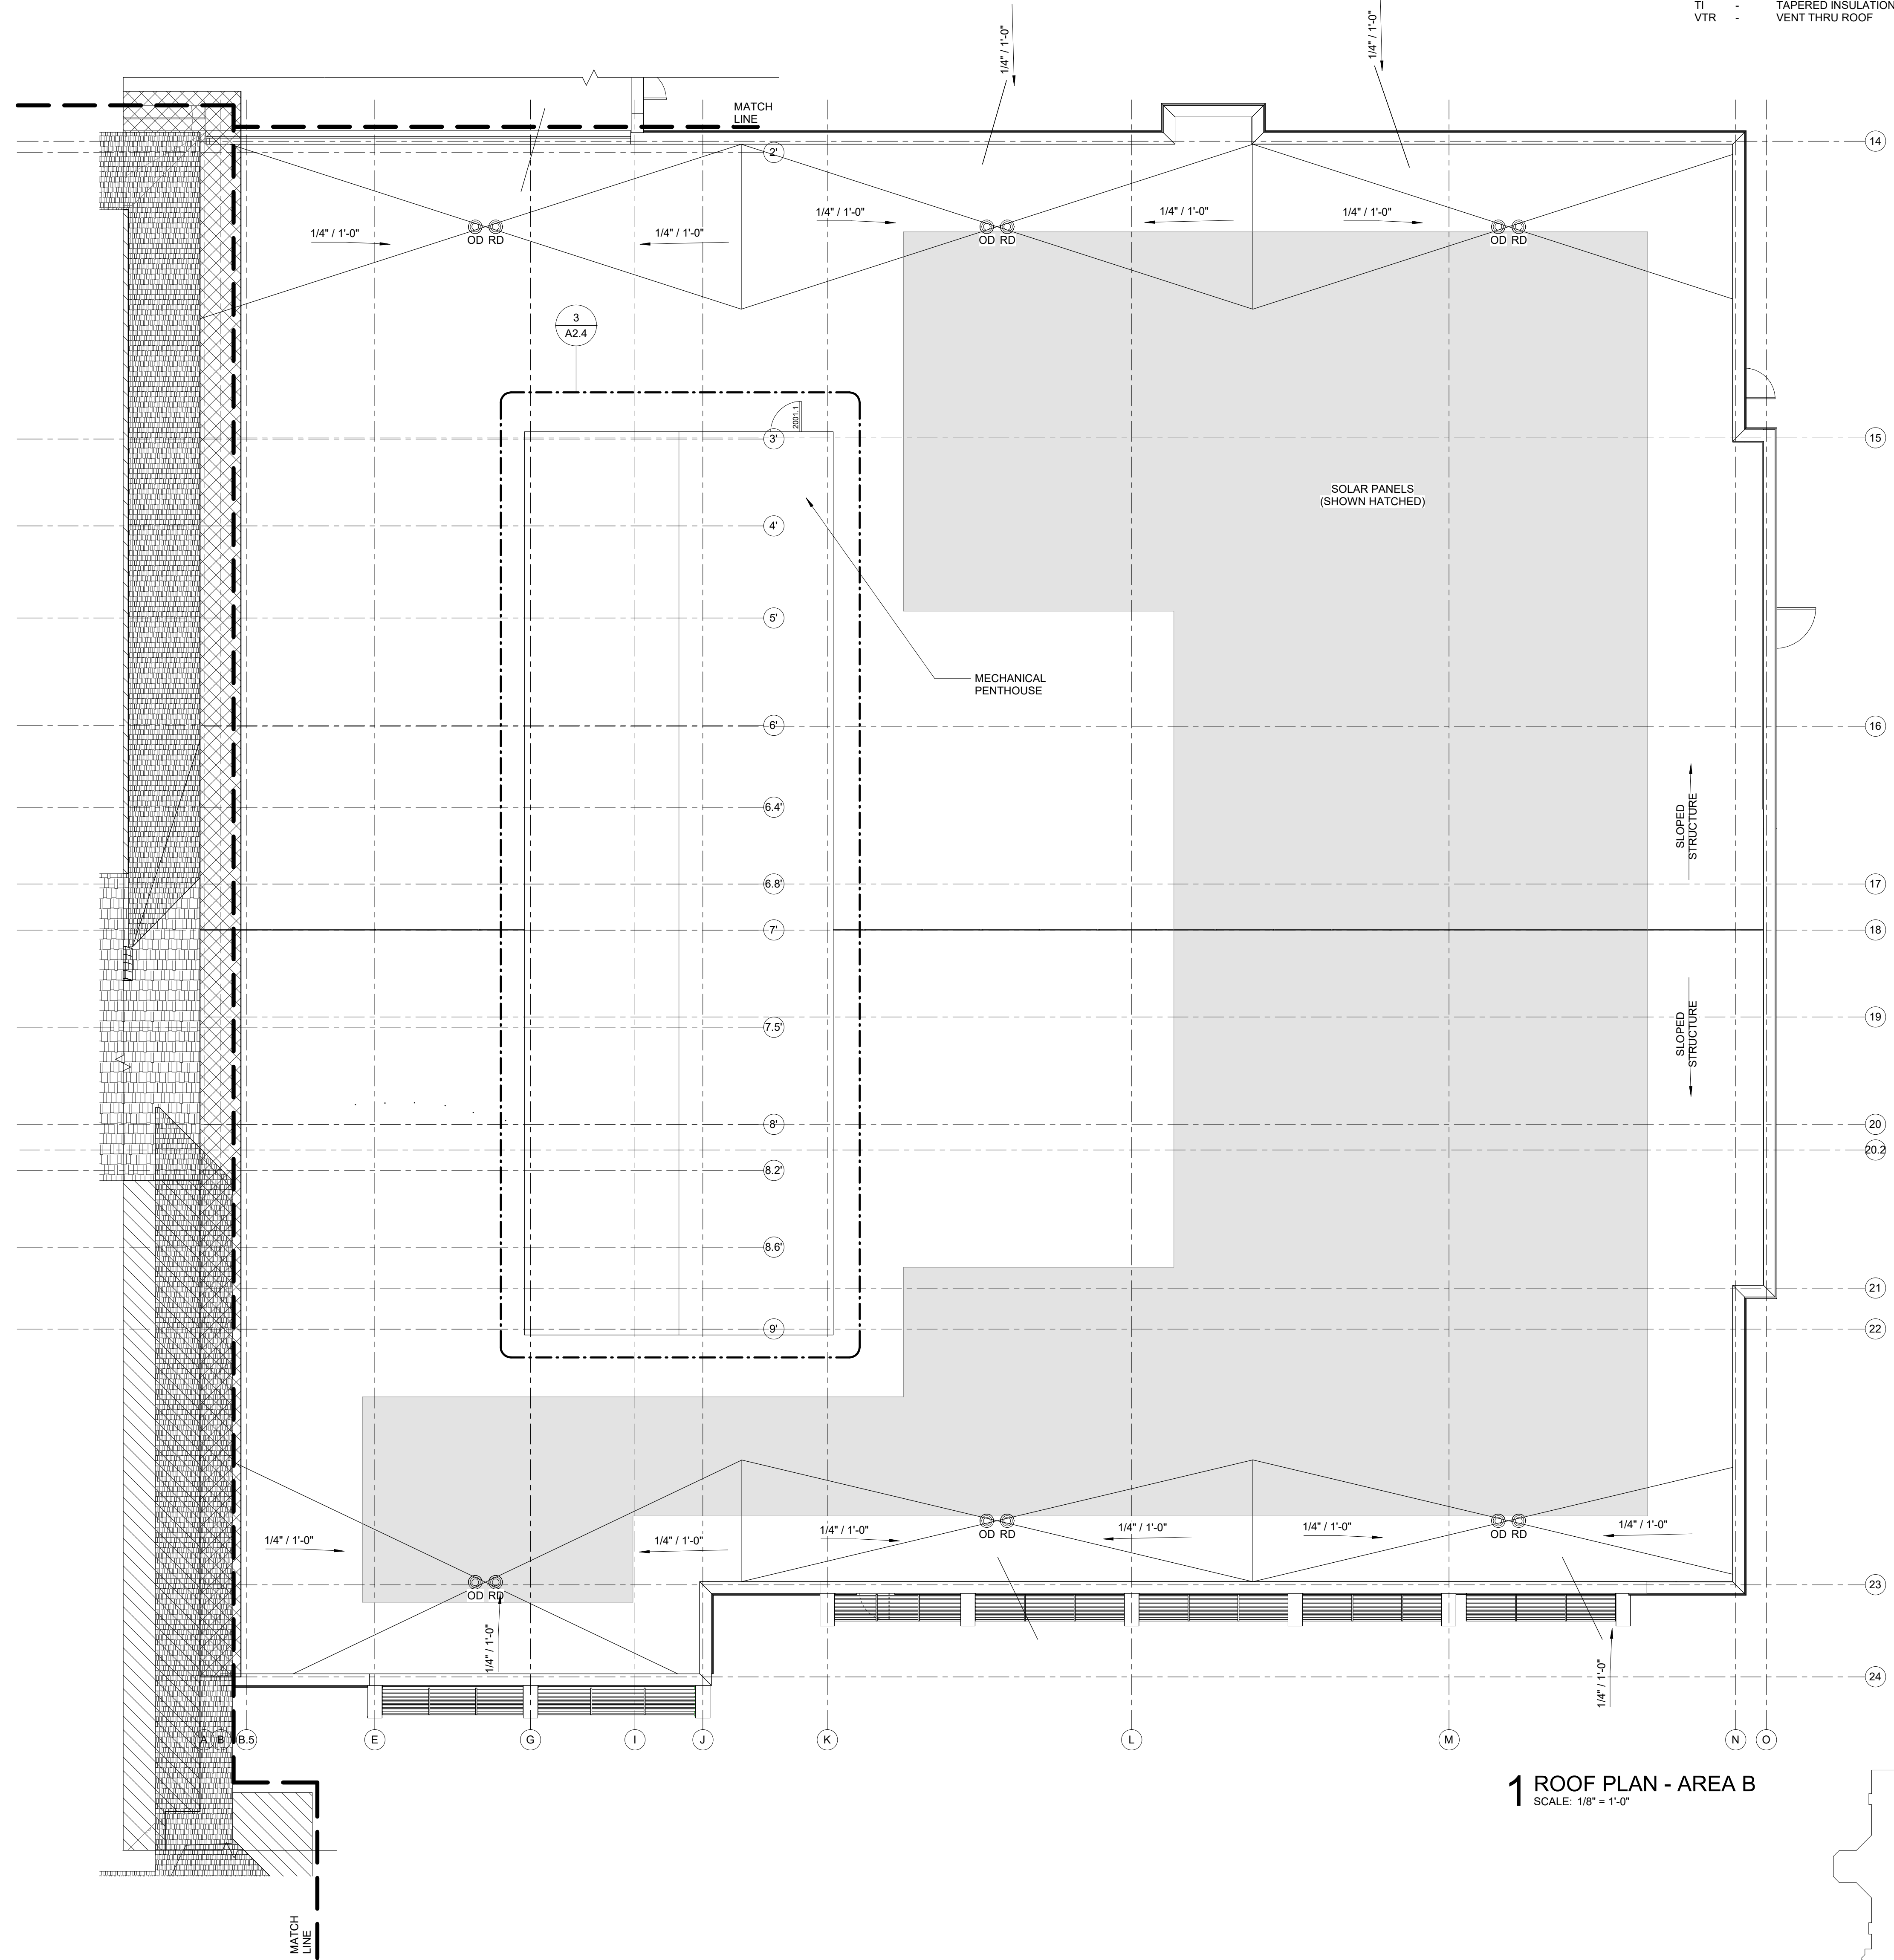 TI - TAPERED INSULATION
VTR - VENT THRU ROOF
1/4" / 1'-0"
1/4" / 1'-0"
MATCH
LINE
14
2'
1/4" / 1'-0"
1/4" / 1'-0"
1/4" / 1'-0"
1/4" / 1'-0"
1/4" / 1'-0"
OD RD
OD RD
OD RD
3
A2.4
2001.1
3'
15
SOLAR PANELS
(SHOWN HATCHED)
4'
5'
MECHANICAL
PENTHOUSE
6'
16
6.4'
SLOPED
STRUCTURE
6.8'
17
7'
18
7.5'
19
SLOPED
STRUCTURE
8'
20
20.2
8.2'
8.6'
21
9'
22
1/4" / 1'-0"
1/4" / 1'-0"
1/4" / 1'-0"
1/4" / 1'-0"
1/4" / 1'-0"
1/4" / 1'-0"
OD RD
OD RD
OD RD
23
1/4" / 1'-0"
1/4" / 1'-0"
24
A B B.5 E G I J K L M N O
1 ROOF PLAN - AREA B
SCALE: 1/8" = 1'-0"
MATCH
LINE